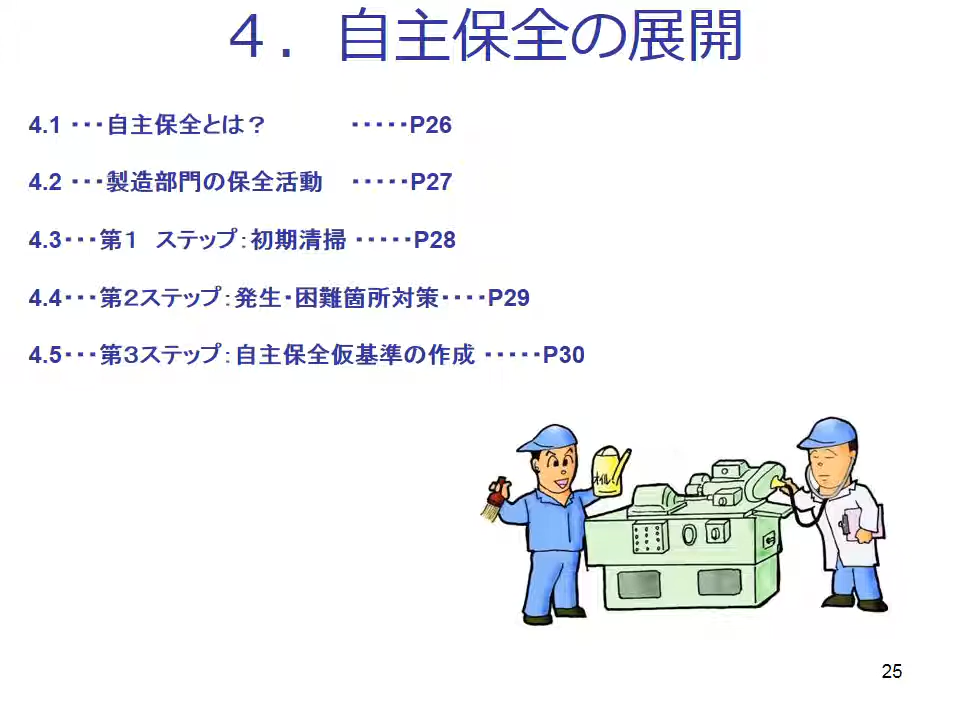 ４．自主保全の展開
4.1 ･･･自主保全とは？ ･････P26
4.2 ･･･製造部門の保全活動 ･････P27
4.3･･･第１　ステップ：初期清掃 ･････P28
4.4･･･第２ステップ：発生・困難箇所対策････P29
4.5･･･第３ステップ：自主保全仮基準の作成 ･････P30
オイル
25